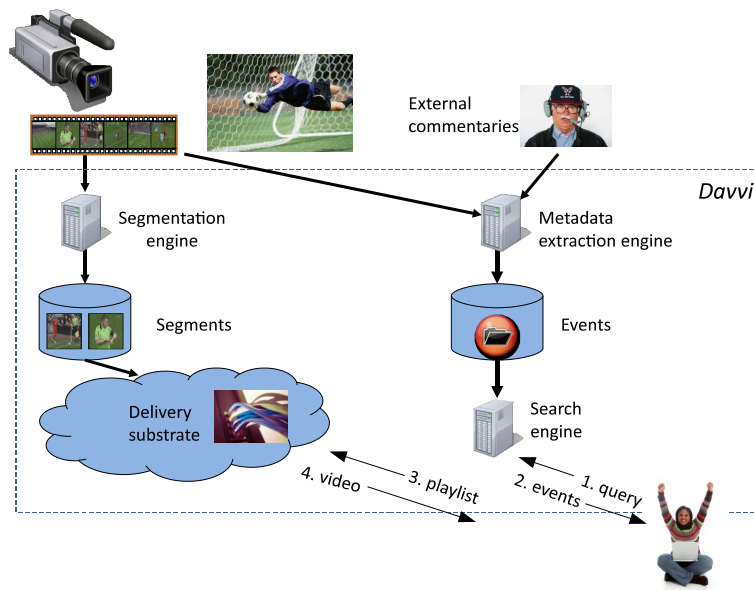 External
commentaries
Davvi
Segmentation
engine
Metadata
extraction engine
Segments
Events
Delivery
substrate
Search
engine
1. query
2. events
3. playlist
4. video